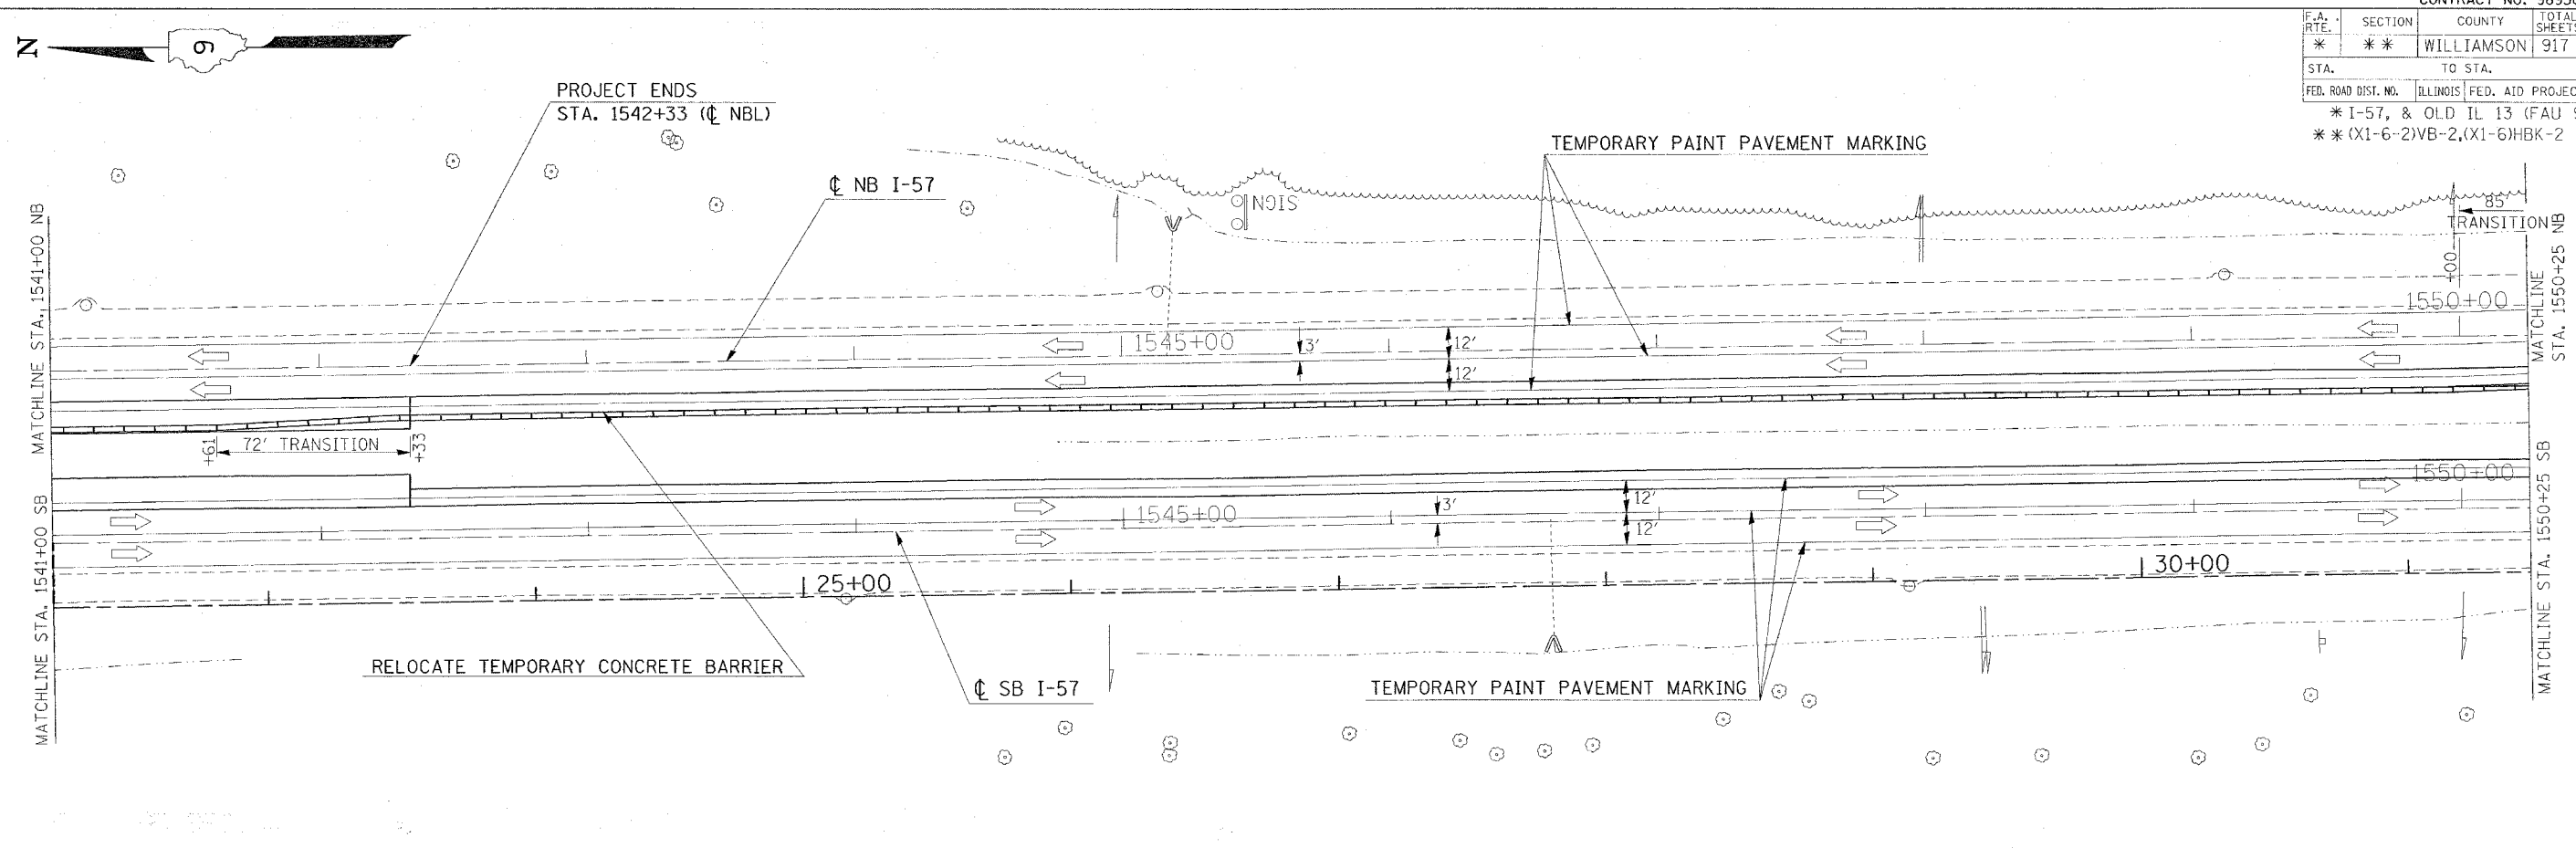 F.A. RTE. SECTION COUNTY TOTAL SHEETS
* ** WILLIAMSON 917
STA. TO STA.
FED. ROAD DIST. NO. ILLINOIS FED. AID PROJEC
* I-57, & OLD IL 13 (FAU
** (X1-6-2)VB-2,(X1-6)HBK-2
N
9
PROJECT ENDS
STA. 1542+33 (℄ NBL)
℄ NB I-57
TEMPORARY PAINT PAVEMENT MARKING
SIGN
85'
TRANSITION
+00
MATCHLINE STA. 1541+00 NB
MATCHLINE
STA. 1550+25 NB
1550+00
1545+00
3'
12'
12'
+61
72' TRANSITION
+33
1550+00
1545+00
3'
12'
12'
MATCHLINE STA. 1541+00 SB
MATCHLINE STA. 1550+25 SB
25+00
30+00
RELOCATE TEMPORARY CONCRETE BARRIER
℄ SB I-57
TEMPORARY PAINT PAVEMENT MARKING